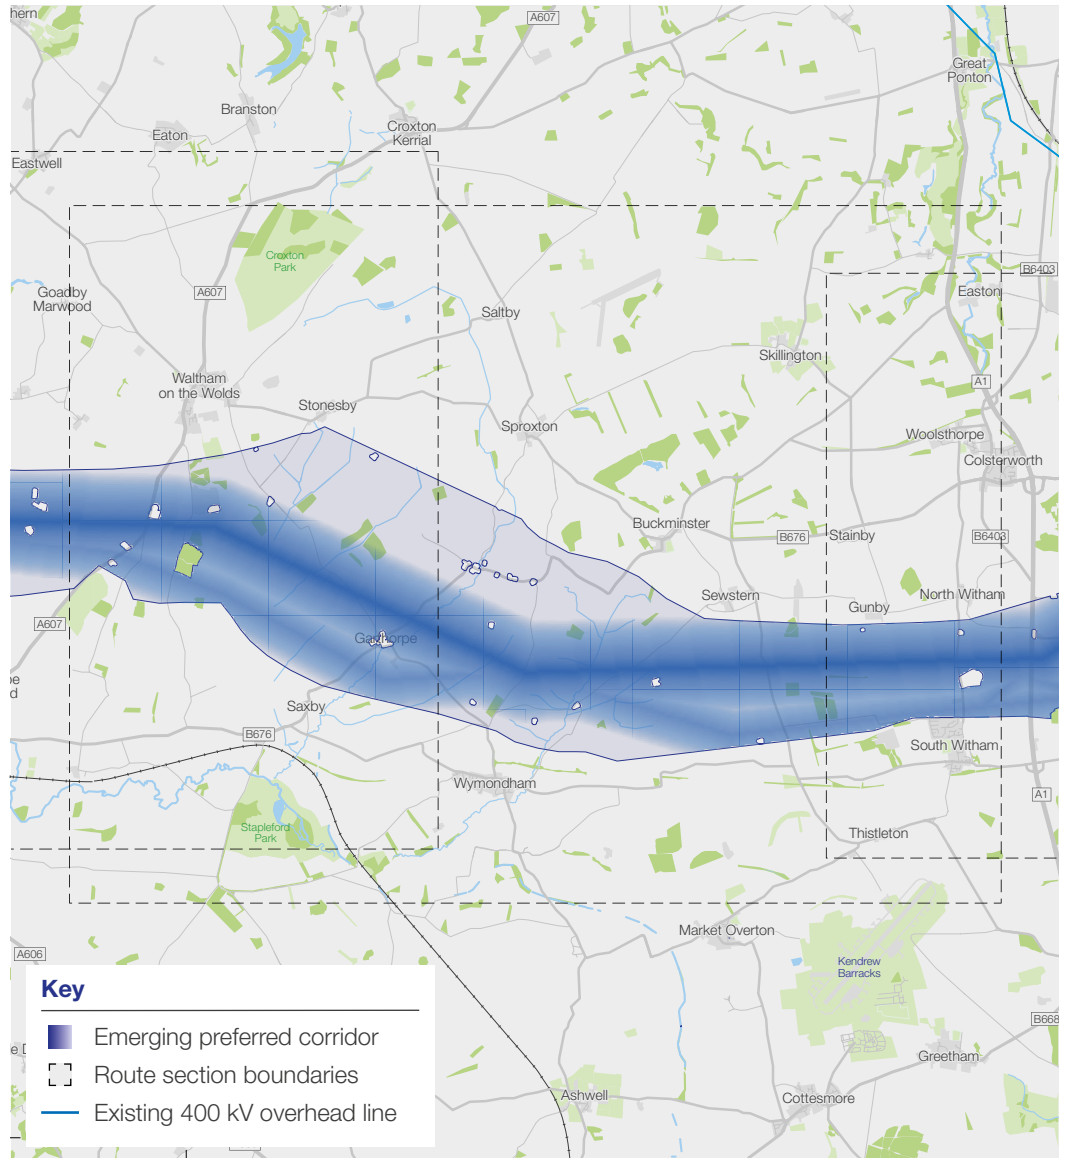 hern
A607
Great
Ponton
Branston
Eaton
Croxton
Kerrial
Eastwell
Croxton
Park
B6403
Goadby
Marwood
A607
Easton
Saltby
Skillington
A1
Waltham
on the Wolds
Stonesby
Sproxton
Woolsthorpe
Colsterworth
Buckminster
B676
Stainby
B6403
Sewstern
North Witham
Gunby
A607
Garthorpe
pe
d
Saxby
B676
South Witham
Wymondham
A1
Stapleford
Park
Thistleton
Market Overton
A606
Kendrew
Barracks
Key
Emerging preferred corridor
Route section boundaries
Existing 400 kV overhead line
B668
Greetham
Ashwell
Cottesmore